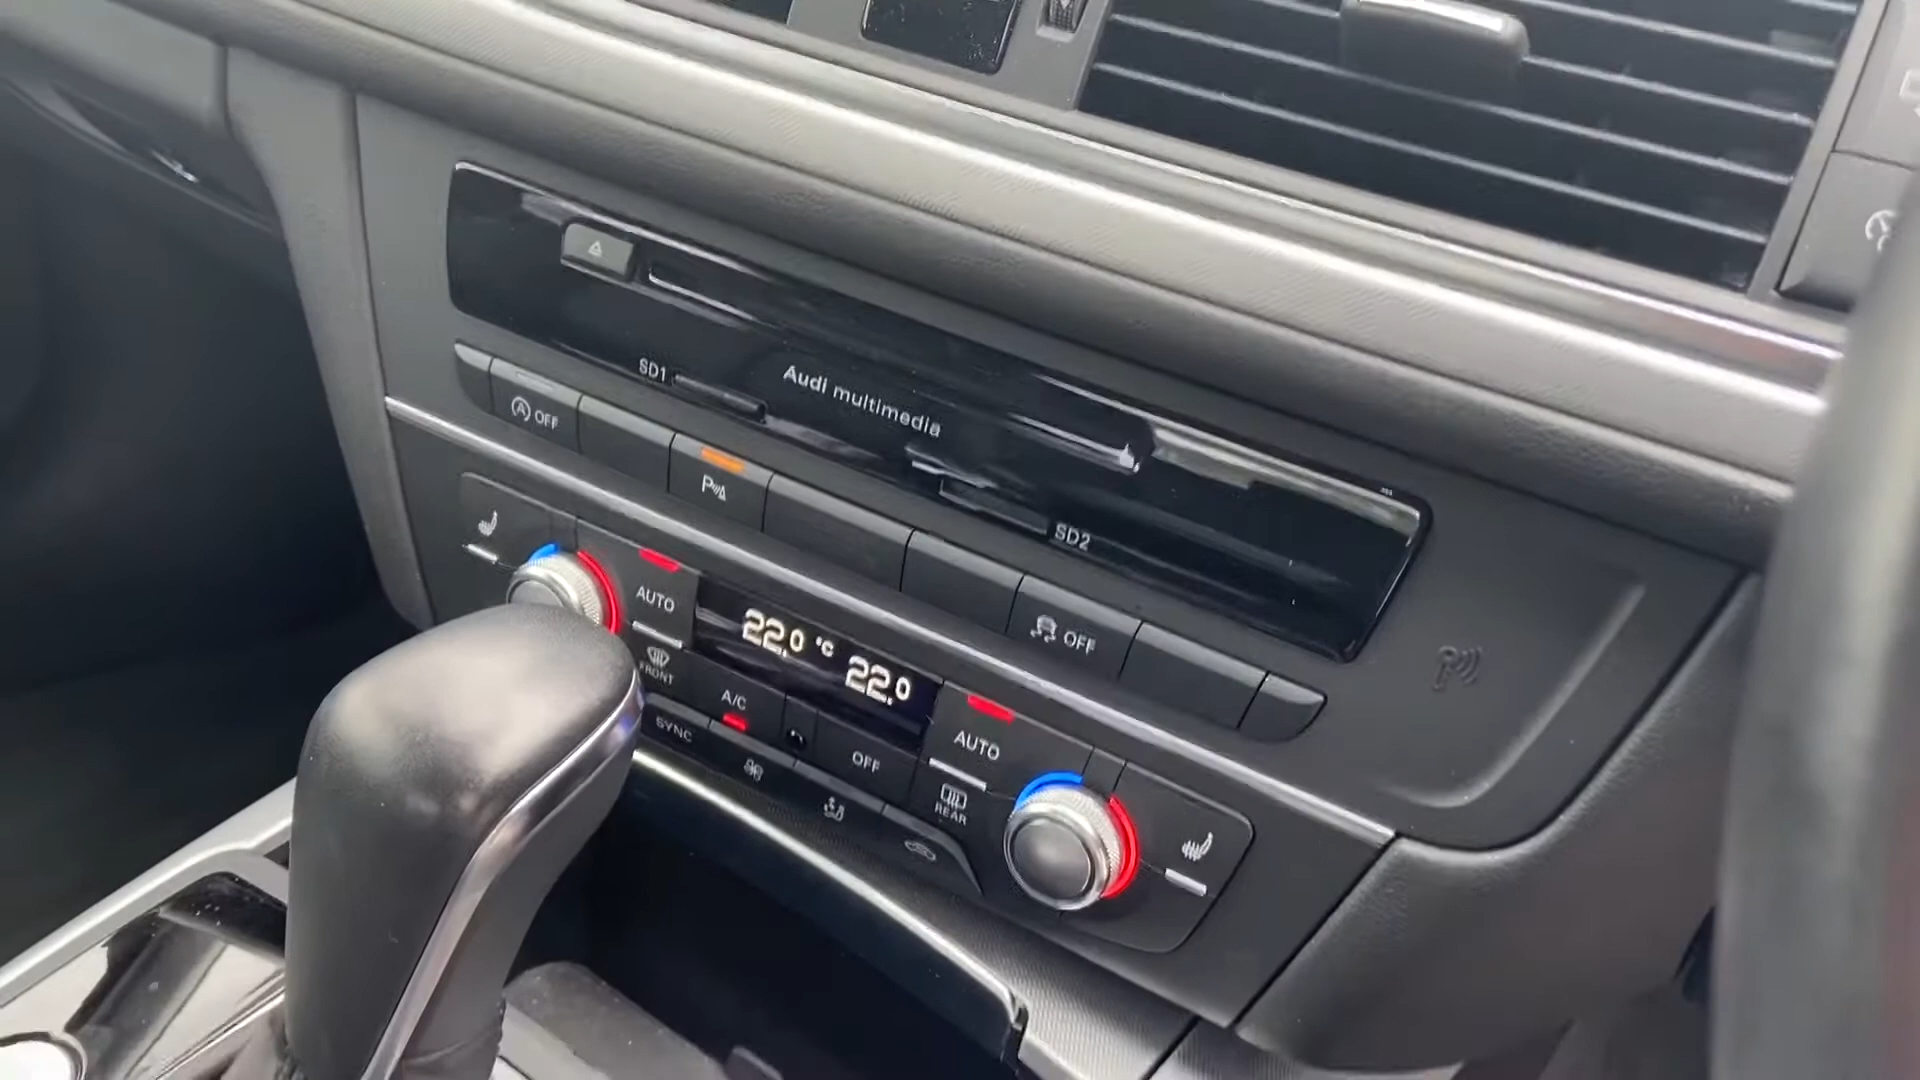 SD1
Audi multimedia
SD2
A OFF
P
OFF
AUTO
22.0 °C 22.0
FRONT
A/C
AUTO
SYNC
OFF
REAR